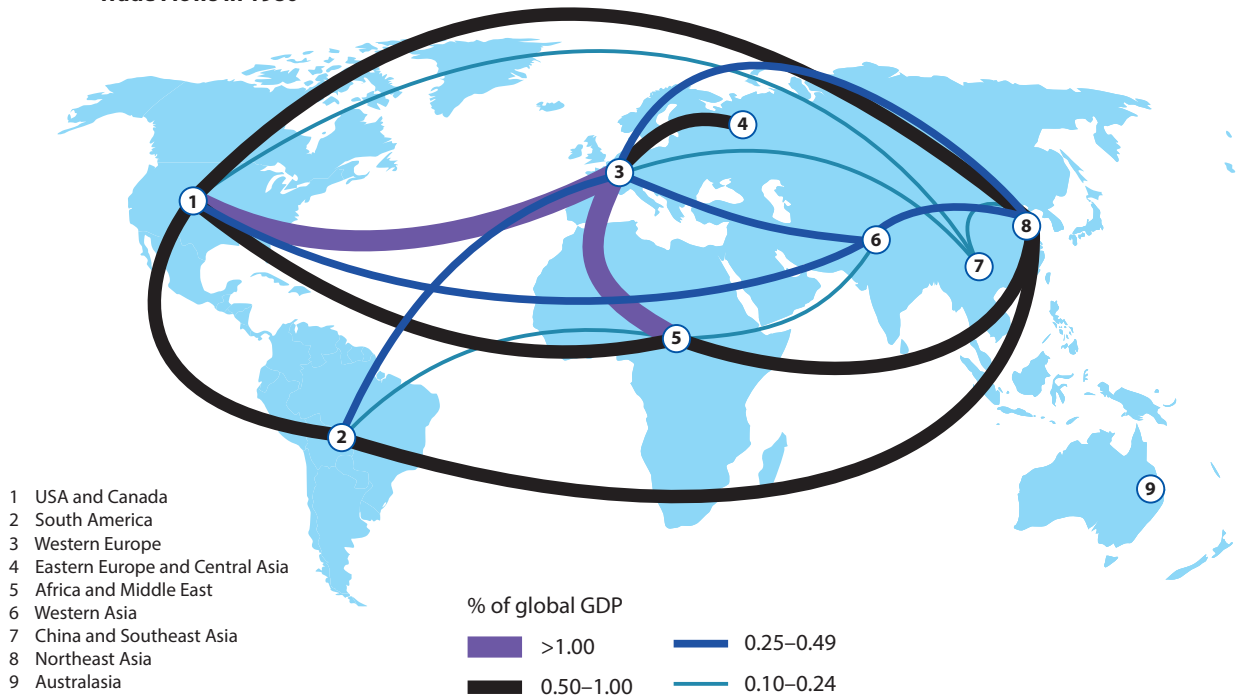 1
2
3
4
5
6
7
8
9
1 USA and Canada
2 South America
3 Western Europe
4 Eastern Europe and Central Asia
5 Africa and Middle East
6 Western Asia
7 China and Southeast Asia
8 Northeast Asia
9 Australasia
% of global GDP
>1.00
0.50–1.00
0.25–0.49
0.10–0.24